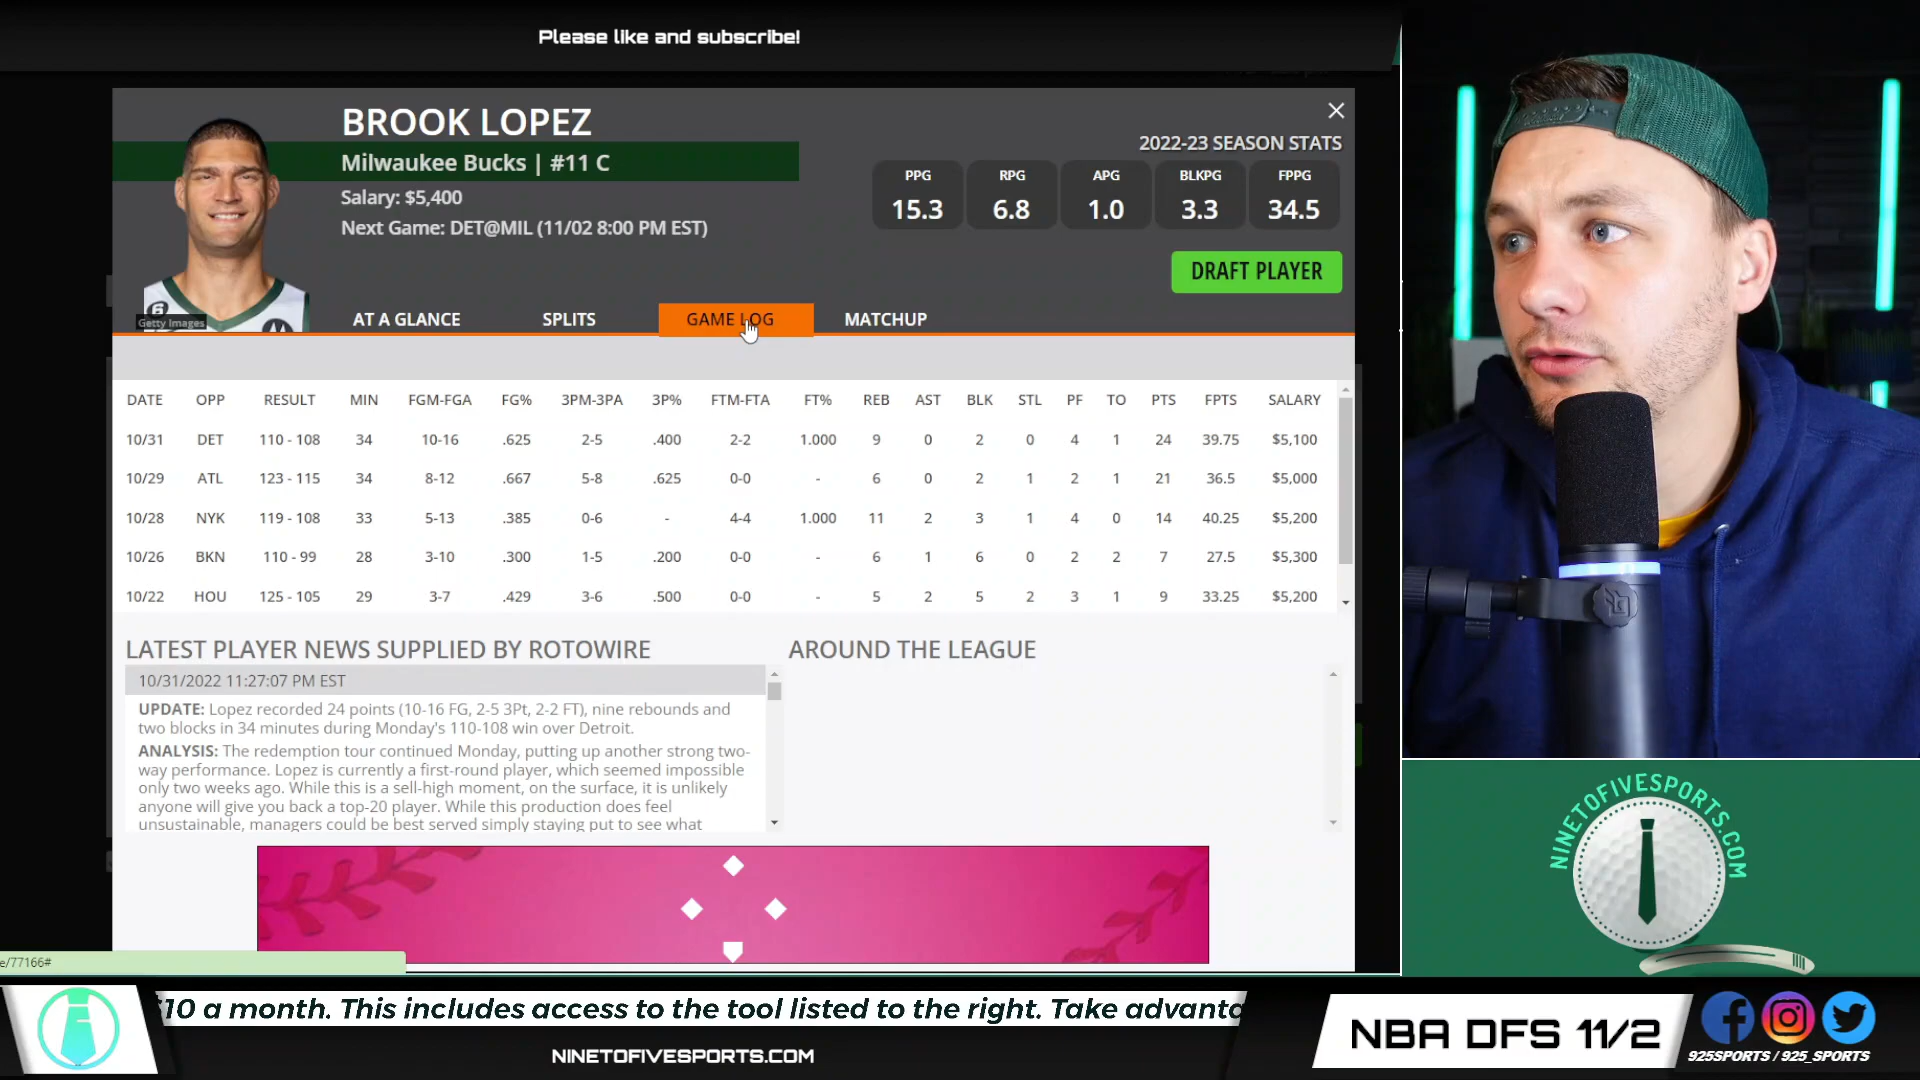 Please like and subscribe!
BROOK LOPEZ
Milwaukee Bucks | #11 C
Salary: $5,400
Next Game: DET@MIL (11/02 8:00 PM EST)
2022-23 SEASON STATS
PPG RPG APG BLKPG FPPG
15.3 6.8 1.0 3.3 34.5
DRAFT PLAYER
Getty Images
AT A GLANCE SPLITS GAME LOG MATCHUP
DATE OPP RESULT MIN FGM-FGA FG% 3PM-3PA 3P% FTM-FTA FT% REB AST BLK STL PF TO PTS FPTS SALARY
10/31 DET 110 - 108 34 10-16 .625 2-5 .400 2-2 1.000 9 0 2 0 4 1 24 39.75 $5,100
10/29 ATL 123 - 115 34 8-12 .667 5-8 .625 0-0 - 6 0 2 1 2 1 21 36.5 $5,000
10/28 NYK 119 - 108 33 5-13 .385 0-6 - 4-4 1.000 11 2 3 1 4 0 14 40.25 $5,200
10/26 BKN 110 - 99 28 3-10 .300 1-5 .200 0-0 - 6 1 6 0 2 2 7 27.5 $5,300
10/22 HOU 125 - 105 29 3-7 .429 3-6 .500 0-0 - 5 2 5 2 3 1 9 33.25 $5,200
LATEST PLAYER NEWS SUPPLIED BY ROTOWIRE
10/31/2022 11:27:07 PM EST
UPDATE: Lopez recorded 24 points (10-16 FG, 2-5 3Pt, 2-2 FT), nine rebounds and
two blocks in 34 minutes during Monday's 110-108 win over Detroit.
ANALYSIS: The redemption tour continued Monday, putting up another strong two-
way performance. Lopez is currently a first-round player, which seemed impossible
only two weeks ago. While this is a sell-high moment, on the surface, it is unlikely
anyone will give you back a top-20 player. While this production does feel
unsustainable, managers could be best served simply staying put to see what
AROUND THE LEAGUE
e/77166#
NINETOFIVESPORTS.COM
$10 a month. This includes access to the tool listed to the right. Take advanta
NINETOFIVESPORTS.COM
NBA DFS 11/2
925SPORTS / 925_SPORTS